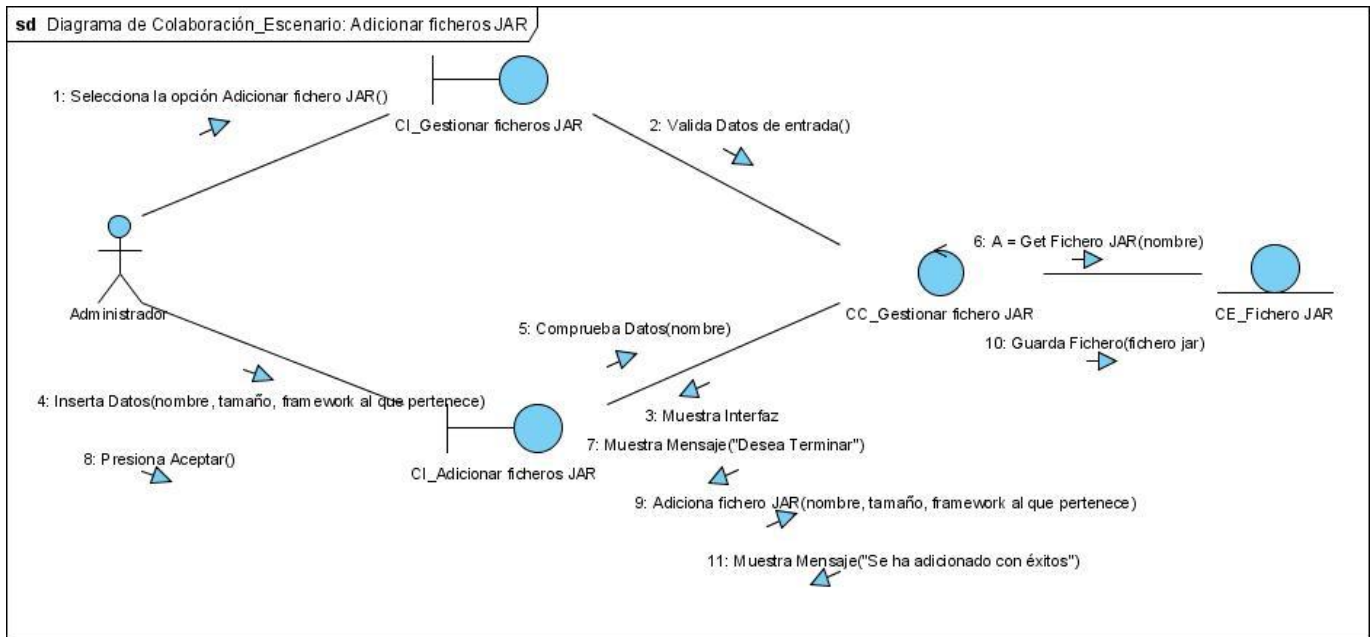 sd Diagrama de Colaboración_Escenario: Adicionar ficheros JAR
1: Selecciona la opción Adicionar fichero JAR()
CI_Gestionar ficheros JAR
2: Valida Datos de entrada()
6: A = Get Fichero JAR(nombre)
Administrador
CC_Gestionar fichero JAR
CE_Fichero JAR
5: Comprueba Datos(nombre)
10: Guarda Fichero(fichero jar)
4: Inserta Datos(nombre, tamaño, framework al que pertenece)
3: Muestra Interfaz
7: Muestra Mensaje("Desea Terminar")
8: Presiona Aceptar()
CI_Adicionar ficheros JAR
9: Adiciona fichero JAR(nombre, tamaño, framework al que pertenece)
11: Muestra Mensaje("Se ha adicionado con éxitos")